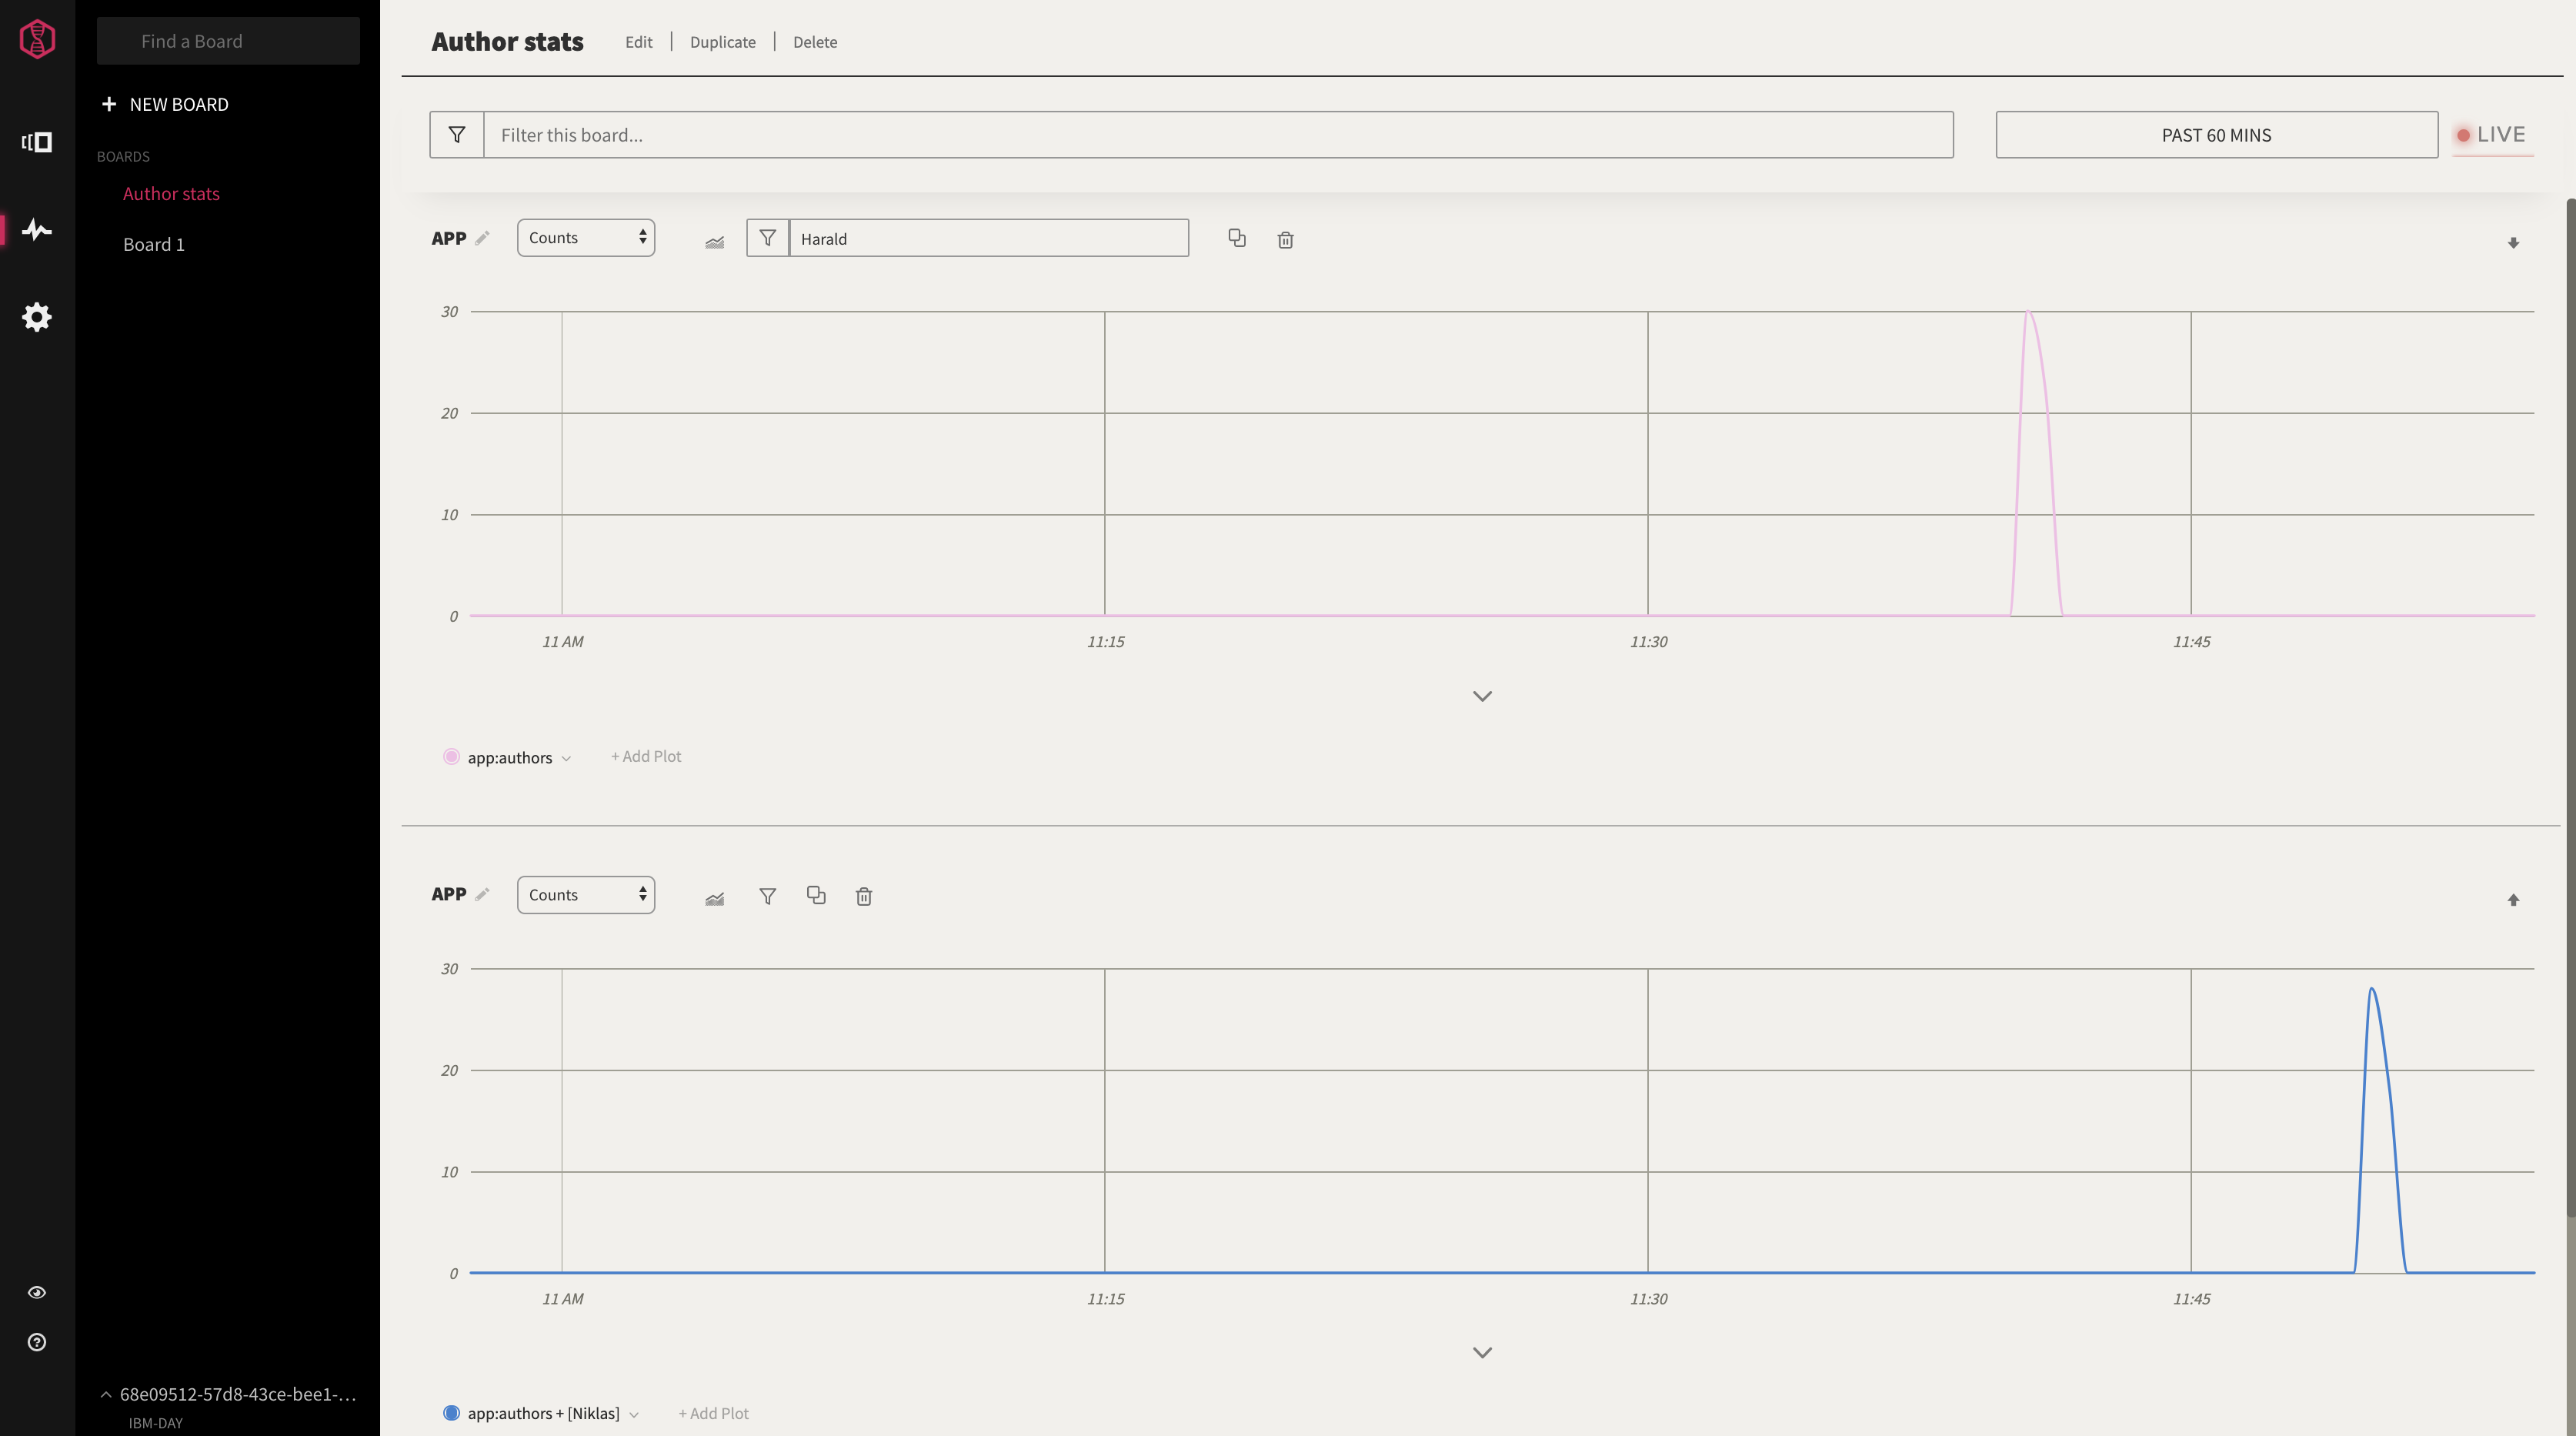 Find a Board
NEW BOARD
BOARDS
Author stats
Board 1
68e09512-57d8-43ce-bee1-...
IBM-DAY
Author stats Edit | Duplicate | Delete
Filter this board...
PAST 60 MINS
LIVE
APP Counts Harald
30
20
10
0
11 AM 11:15 11:30 11:45
app:authors + Add Plot
APP Counts
30
20
10
0
11 AM 11:15 11:30 11:45
app:authors + [Niklas] + Add Plot